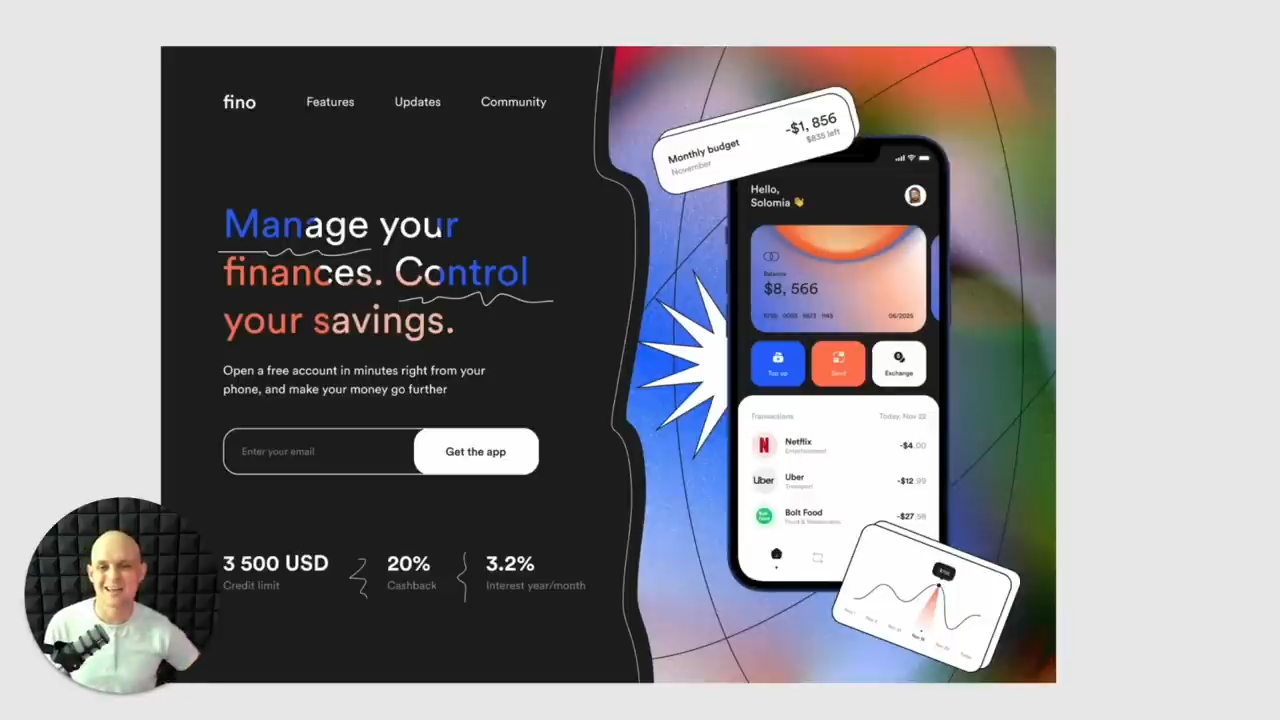 fino
Features
Updates
Community
Manage your
finances. Control
your savings.
Open a free account in minutes right from your
phone, and make your money go further
Enter your email
Get the app
3 500 USD
Credit limit
20%
Cashback
3.2%
Interest year/month
Monthly budget
November
-$1, 856
$835 left
Hello,
Solomia 👋
Balance
$8, 566
06/2025
Top up
Send
Exchange
Transactions
Today, Nov 22
N
Netflix
Entertainment
-$4.00
Uber
Uber
Transport
-$12.99
Bolt Food
Bolt Food
-$27.56
Today